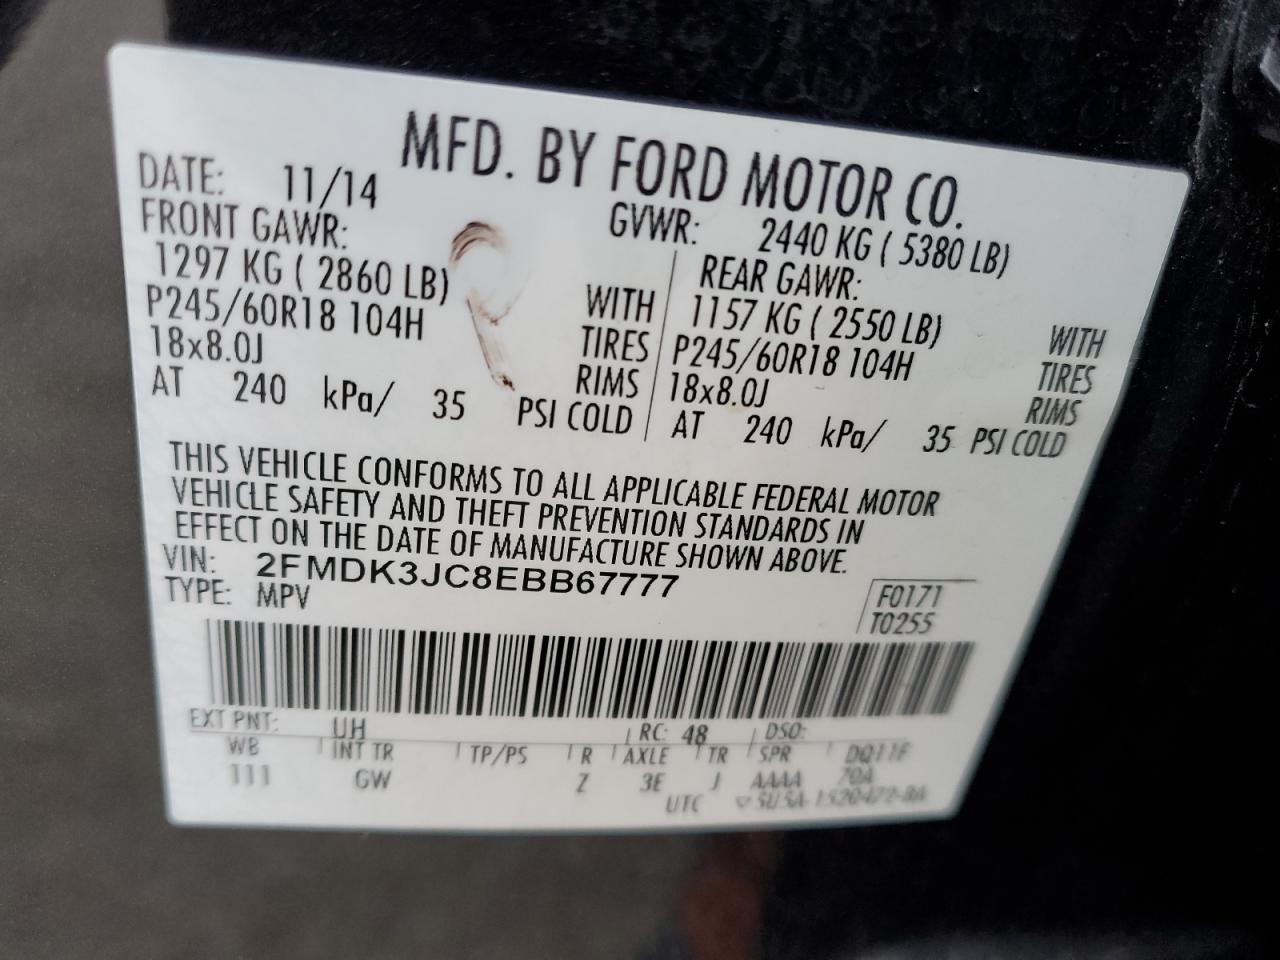 MFD. BY FORD MOTOR CO.
DATE: 11/14 GVWR: 2440 KG ( 5380 LB)
FRONT GAWR: REAR GAWR:
1297 KG ( 2860 LB) WITH 1157 KG ( 2550 LB) WITH
P245/60R18 104H TIRES P245/60R18 104H TIRES
18x8.0J RIMS 18x8.0J RIMS
AT 240 kPa/ 35 PSI COLD AT 240 kPa/ 35 PSI COLD
THIS VEHICLE CONFORMS TO ALL APPLICABLE FEDERAL MOTOR
VEHICLE SAFETY AND THEFT PREVENTION STANDARDS IN
EFFECT ON THE DATE OF MANUFACTURE SHOWN ABOVE.
VIN: 2FMDK3JC8EBB67777
TYPE: MPV F0171
T0255
EXT PNT: UH RC: 48 DSO:
WB INT TR TP/PS R AXLE TR SPR DQ11F
111 GW Z 3E J AAAA 70A
UTC